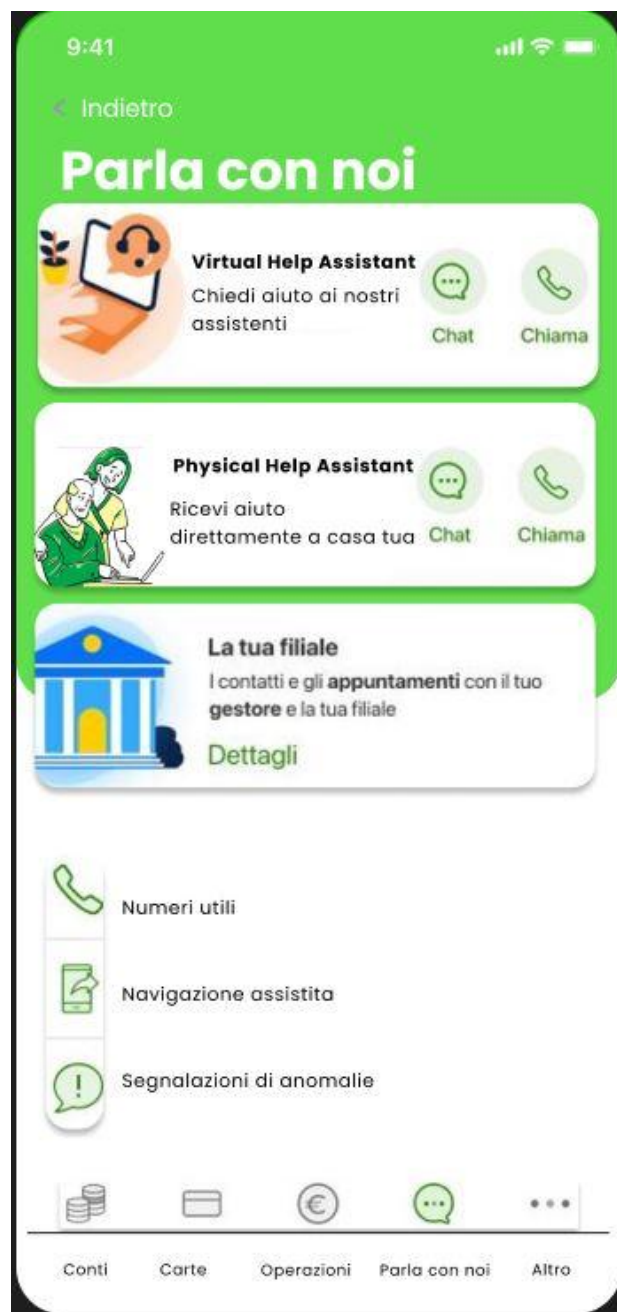 9:41
Indietro
Parla con noi
Virtual Help Assistant
Chiedi aiuto ai nostri
assistenti
Chat
Chiama
Physical Help Assistant
Ricevi aiuto
direttamente a casa tua
Chat
Chiama
La tua filiale
I contatti e gli appuntamenti con il tuo
gestore e la tua filiale
Dettagli
Numeri utili
Navigazione assistita
Segnalazioni di anomalie
Conti
Carte
Operazioni
Parla con noi
Altro